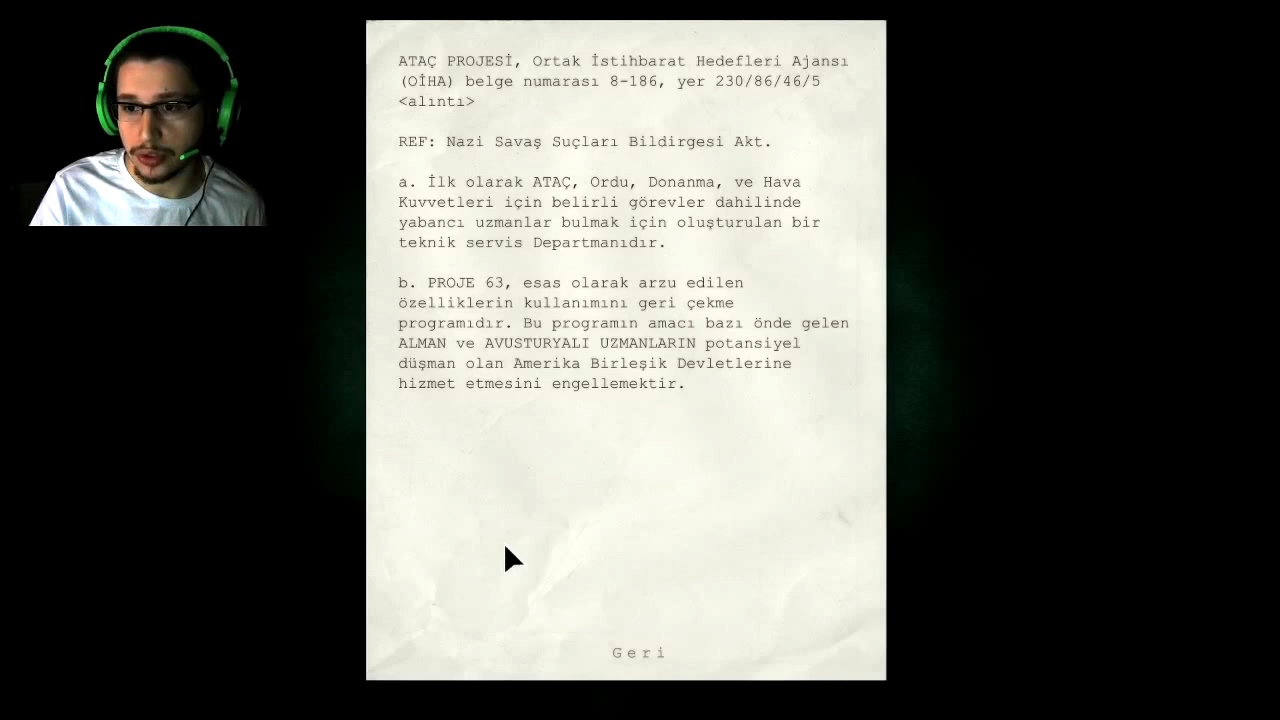 ATAÇ PROJESİ, Ortak İstihbarat Hedefleri Ajansı
(OİHA) belge numarası 8-186, yer 230/86/46/5
<alıntı>
REF: Nazi Savaş Suçları Bildirgesi Akt.
a. İlk olarak ATAÇ, Ordu, Donanma, ve Hava
Kuvvetleri için belirli görevler dahilinde
yabancı uzmanlar bulmak için oluşturulan bir
teknik servis Departmanıdır.
b. PROJE 63, esas olarak arzu edilen
özelliklerin kullanımını geri çekme
programıdır. Bu programın amacı bazı önde gelen
ALMAN ve AVUSTURYALI UZMANLARIN potansiyel
düşman olan Amerika Birleşik Devletlerine
hizmet etmesini engellemektir.
Geri